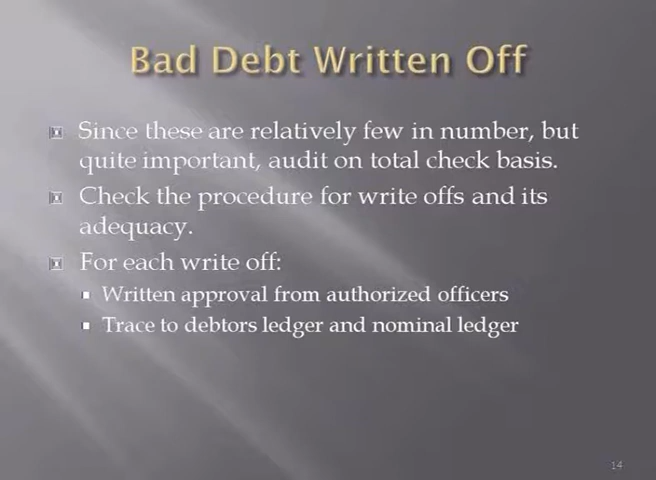 Bad Debt Written Off
Since these are relatively few in number, but
quite important, audit on total check basis.
Check the procedure for write offs and its
adequacy.
For each write off:
Written approval from authorized officers
Trace to debtors ledger and nominal ledger
14